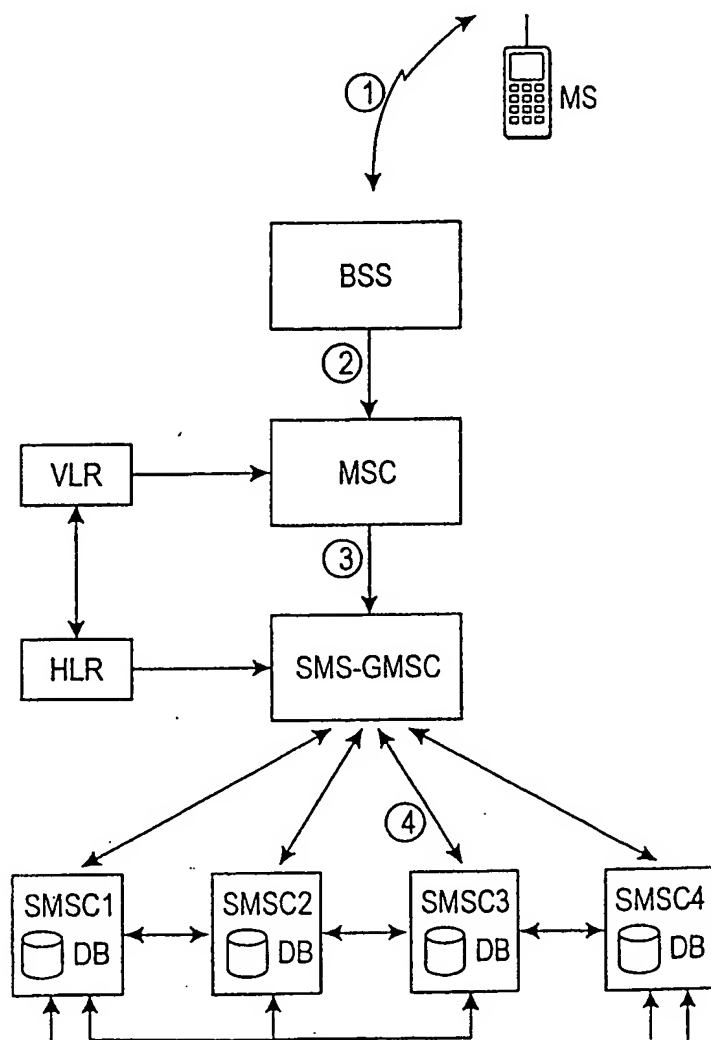 ① MS
BSS
②
VLR MSC
③
HLR SMS-GMSC
④
SMSC1 SMSC2 SMSC3 SMSC4
DB DB DB DB